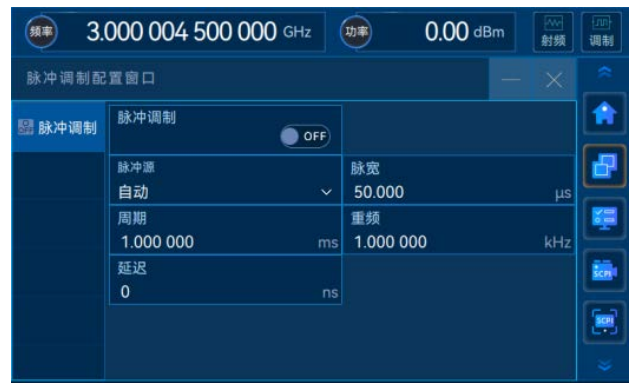 频率 3.000 004 500 000 GHz 功率 0.00 dBm 射频 调制
脉冲调制配置窗口
脉冲调制
脉冲调制
OFF
脉冲源
自动
脉宽
50.000 μs
周期
1.000 000 ms
重频
1.000 000 kHz
延迟
0 ns
SCPI
SCPI